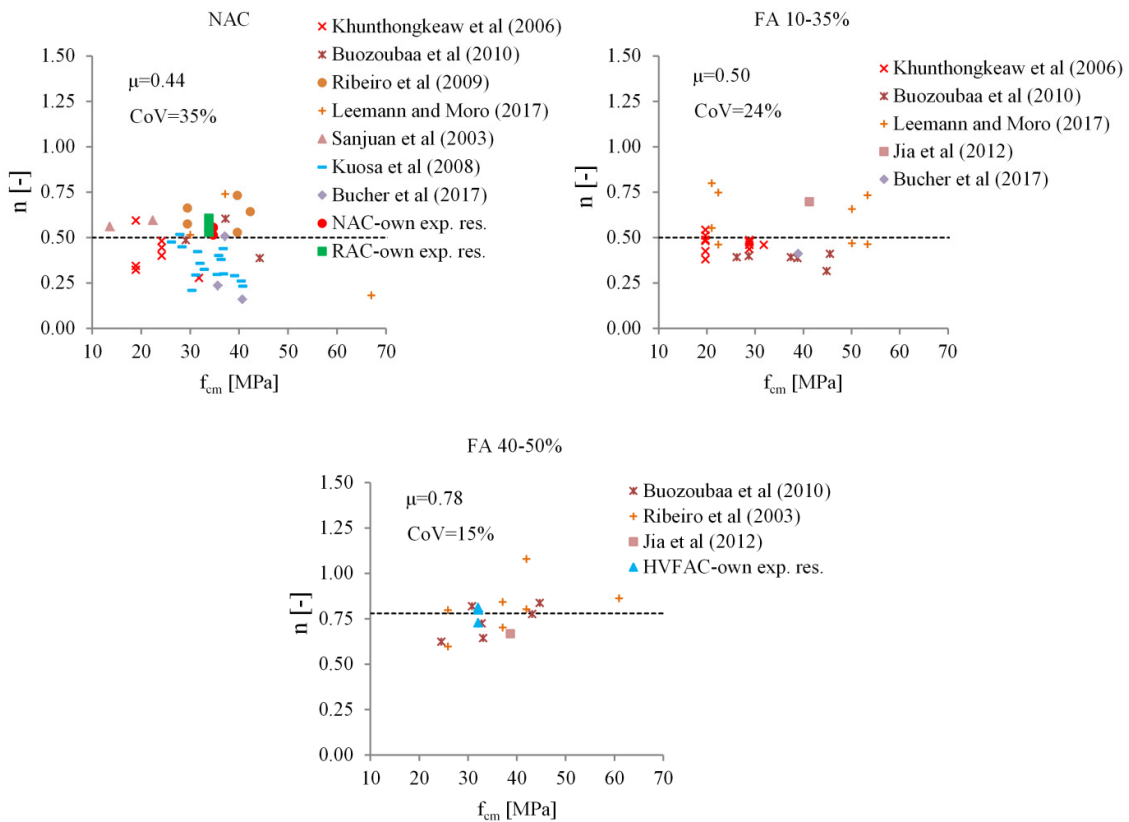 NAC
n [-]
1.50
1.25
1.00
0.75
0.50
0.25
0.00
μ=0.44
CoV=35%
10 20 30 40 50 60 70
f_cm [MPa]
Khunthongkeaw et al (2006)
Buozoubaa et al (2010)
Ribeiro et al (2009)
Leemann and Moro (2017)
Sanjuan et al (2003)
Kuosa et al (2008)
Bucher et al (2017)
NAC-own exp. res.
RAC-own exp. res.
FA 10-35%
n [-]
1.50
1.25
1.00
0.75
0.50
0.25
0.00
μ=0.50
CoV=24%
10 20 30 40 50 60 70
f_cm [MPa]
Khunthongkeaw et al (2006)
Buozoubaa et al (2010)
Leemann and Moro (2017)
Jia et al (2012)
Bucher et al (2017)
FA 40-50%
n [-]
1.50
1.25
1.00
0.75
0.50
0.25
0.00
μ=0.78
CoV=15%
10 20 30 40 50 60 70
f_cm [MPa]
Buozoubaa et al (2010)
Ribeiro et al (2003)
Jia et al (2012)
HVFAC-own exp. res.